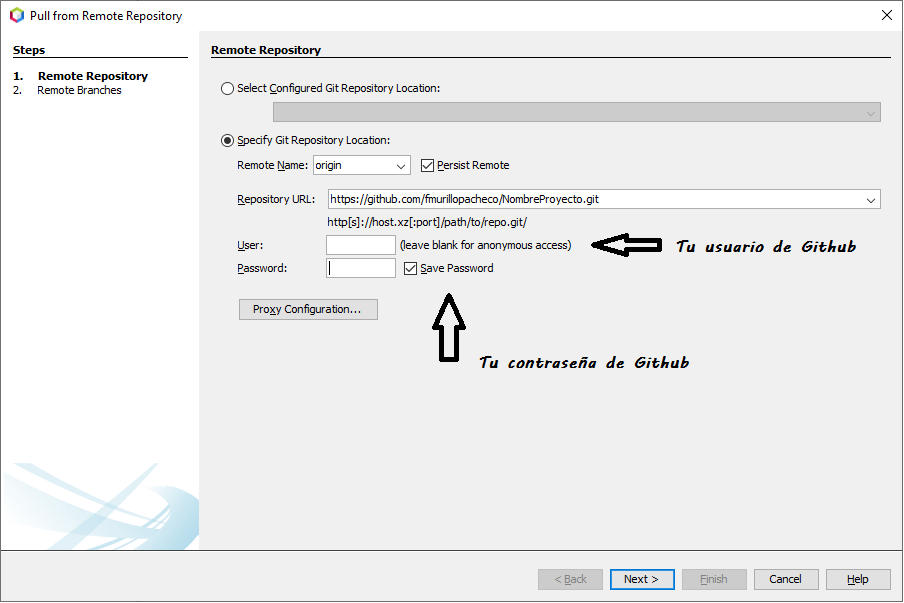 Pull from Remote Repository
Steps
1. Remote Repository
2. Remote Branches
Remote Repository
Select Configured Git Repository Location:
Specify Git Repository Location:
Remote Name: origin Persist Remote
Repository URL: https://github.com/fmurillopacheco/NombreProyecto.git
http[s]://host.xz[:port]/path/to/repo.git/
User: (leave blank for anonymous access) Tu usuario de Github
Password: Save Password
Proxy Configuration...
Tu contraseña de Github
< Back Next > Finish Cancel Help